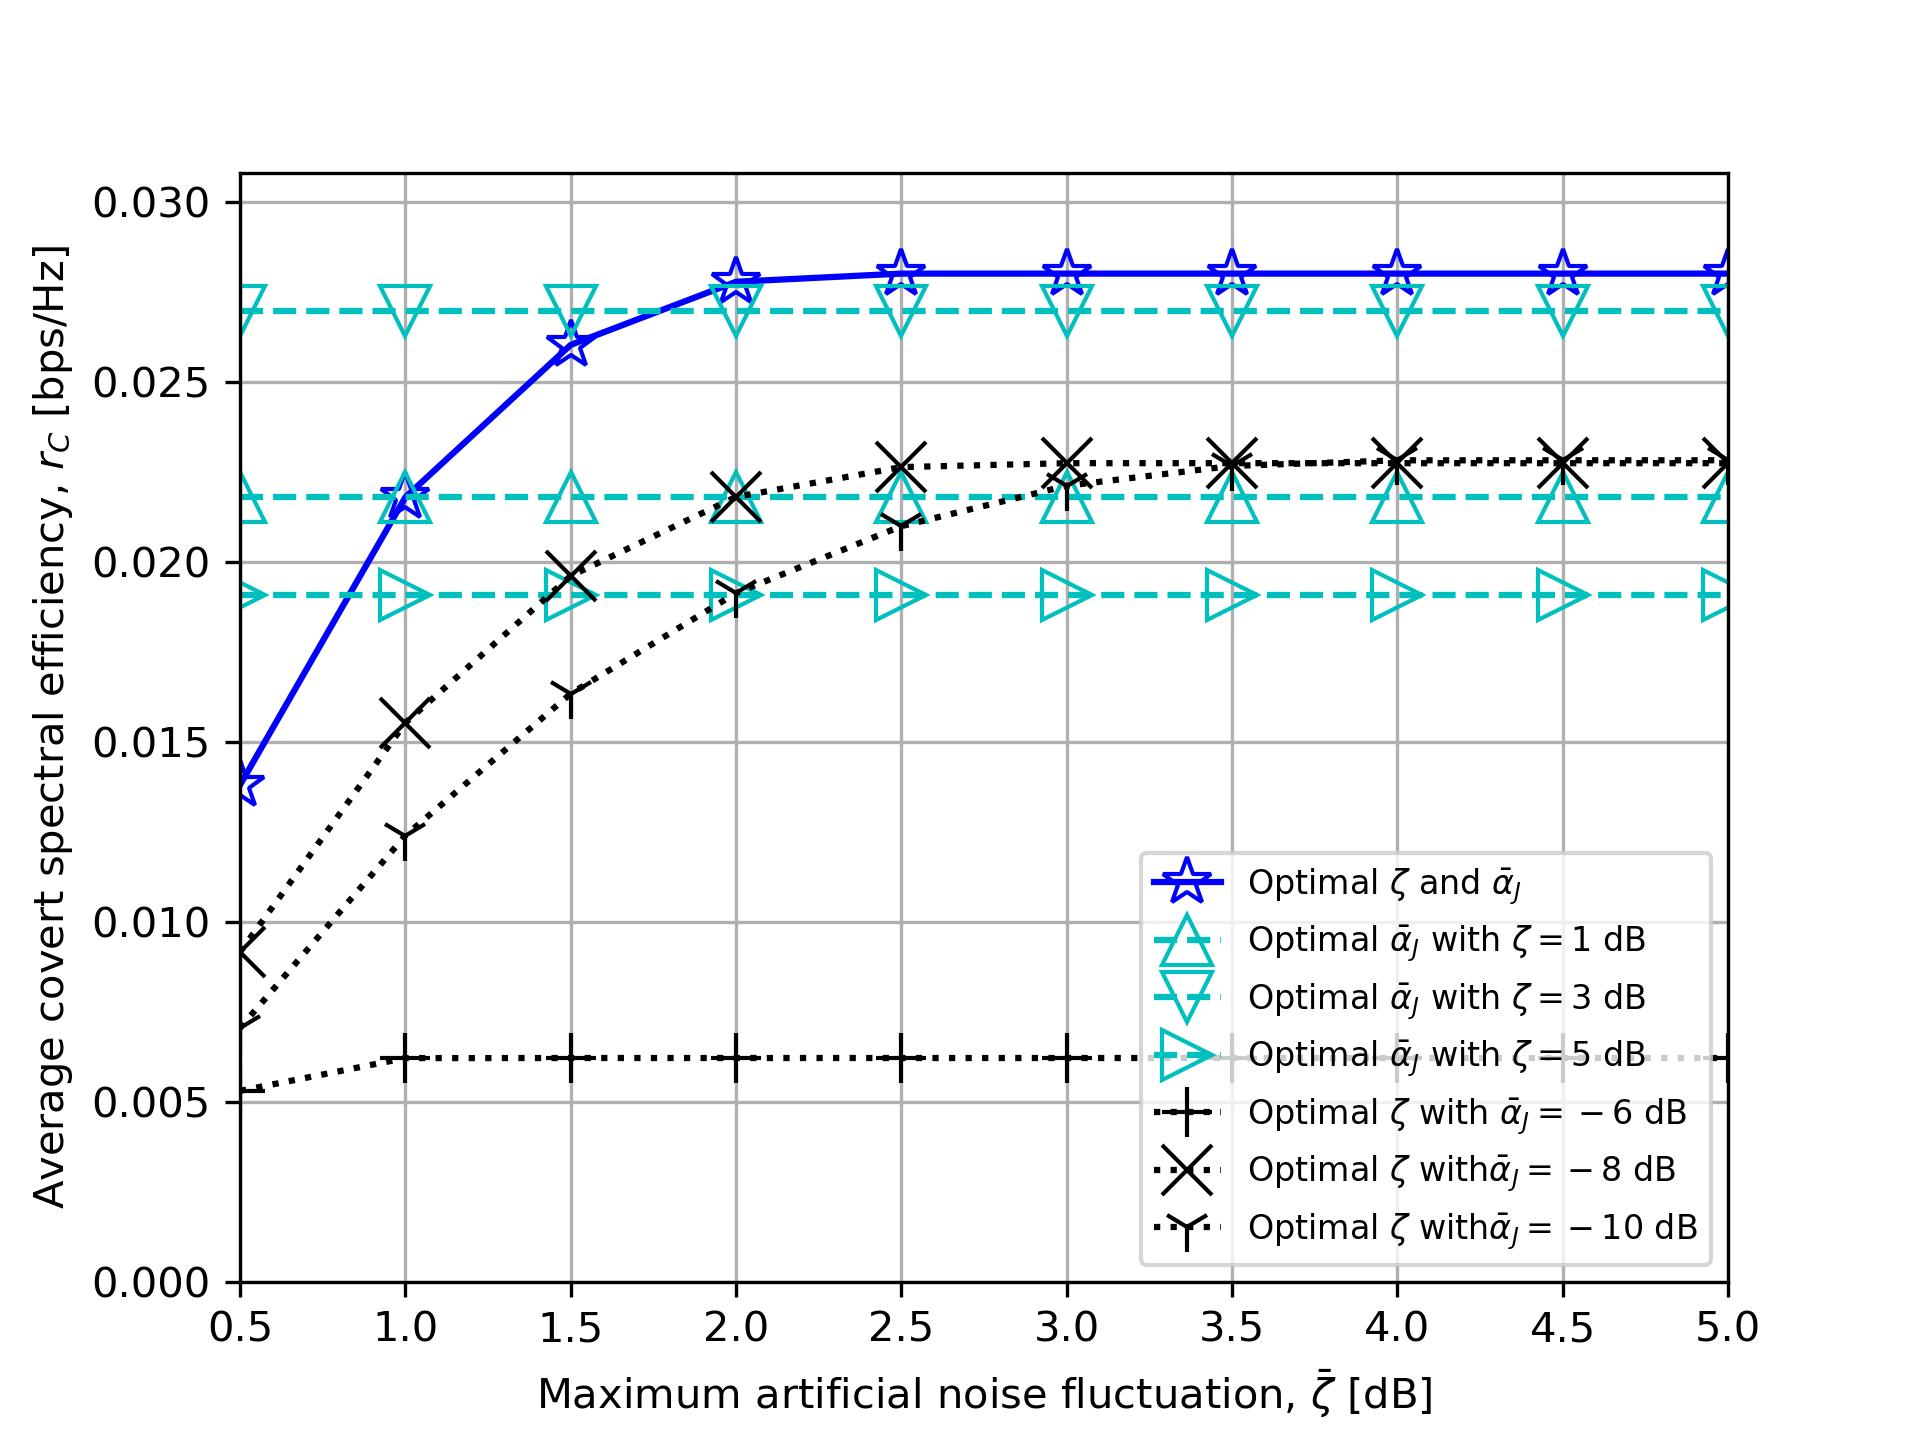 0.030
0.025
0.020
0.015
0.010
0.005
0.000
Average covert spectral efficiency, r_C [bps/Hz]
Optimal ζ and ᾱ_J
Optimal ᾱ_J with ζ = 1 dB
Optimal ᾱ_J with ζ = 3 dB
Optimal ᾱ_J with ζ = 5 dB
Optimal ζ with ᾱ_J = −6 dB
Optimal ζ withᾱ_J = −8 dB
Optimal ζ withᾱ_J = −10 dB
0.5 1.0 1.5 2.0 2.5 3.0 3.5 4.0 4.5 5.0
Maximum artificial noise fluctuation, ζ̄ [dB]